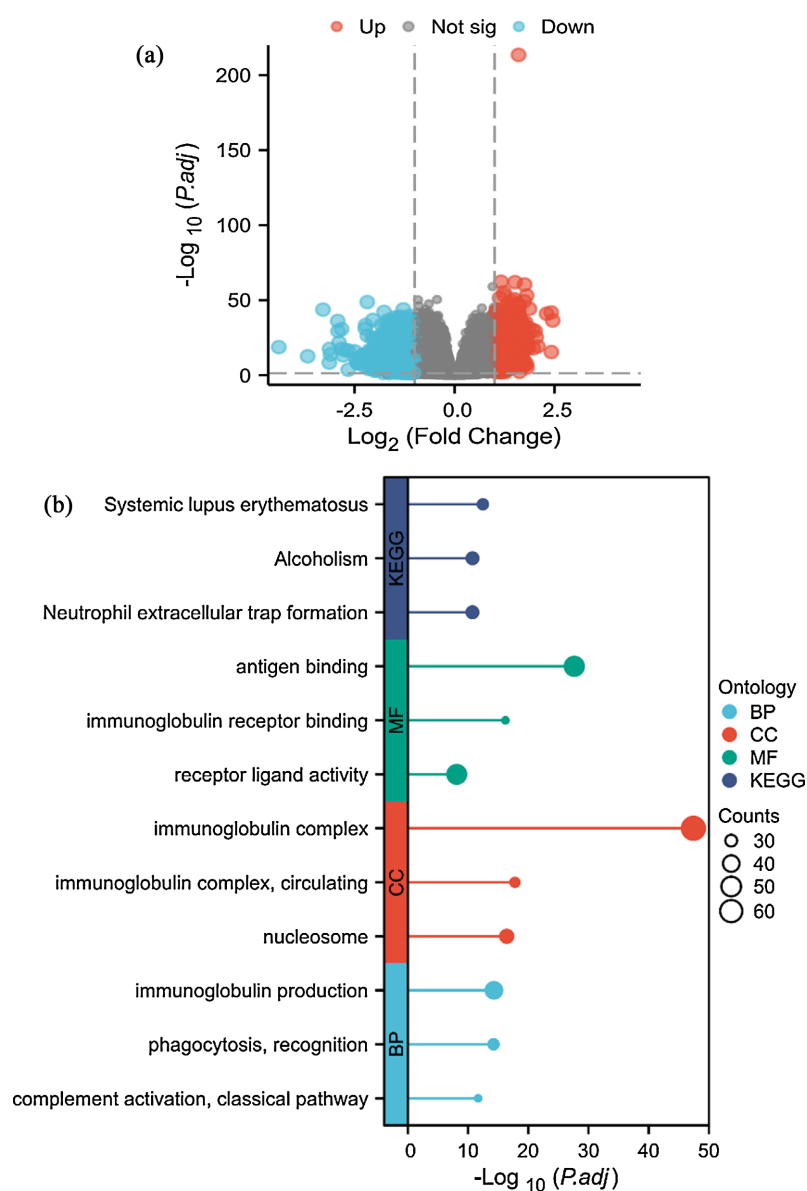 Up Not sig Down
(a)
200
150
100
50
0
-Log 10 (P.adj)
-2.5 0.0 2.5
Log2 (Fold Change)
(b)
Systemic lupus erythematosus
Alcoholism
Neutrophil extracellular trap formation
antigen binding
immunoglobulin receptor binding
receptor ligand activity
immunoglobulin complex
immunoglobulin complex, circulating
nucleosome
immunoglobulin production
phagocytosis, recognition
complement activation, classical pathway
KEGG
MF
CC
BP
0 10 20 30 40 50
-Log 10 (P.adj)
Ontology
BP
CC
MF
KEGG
Counts
30
40
50
60